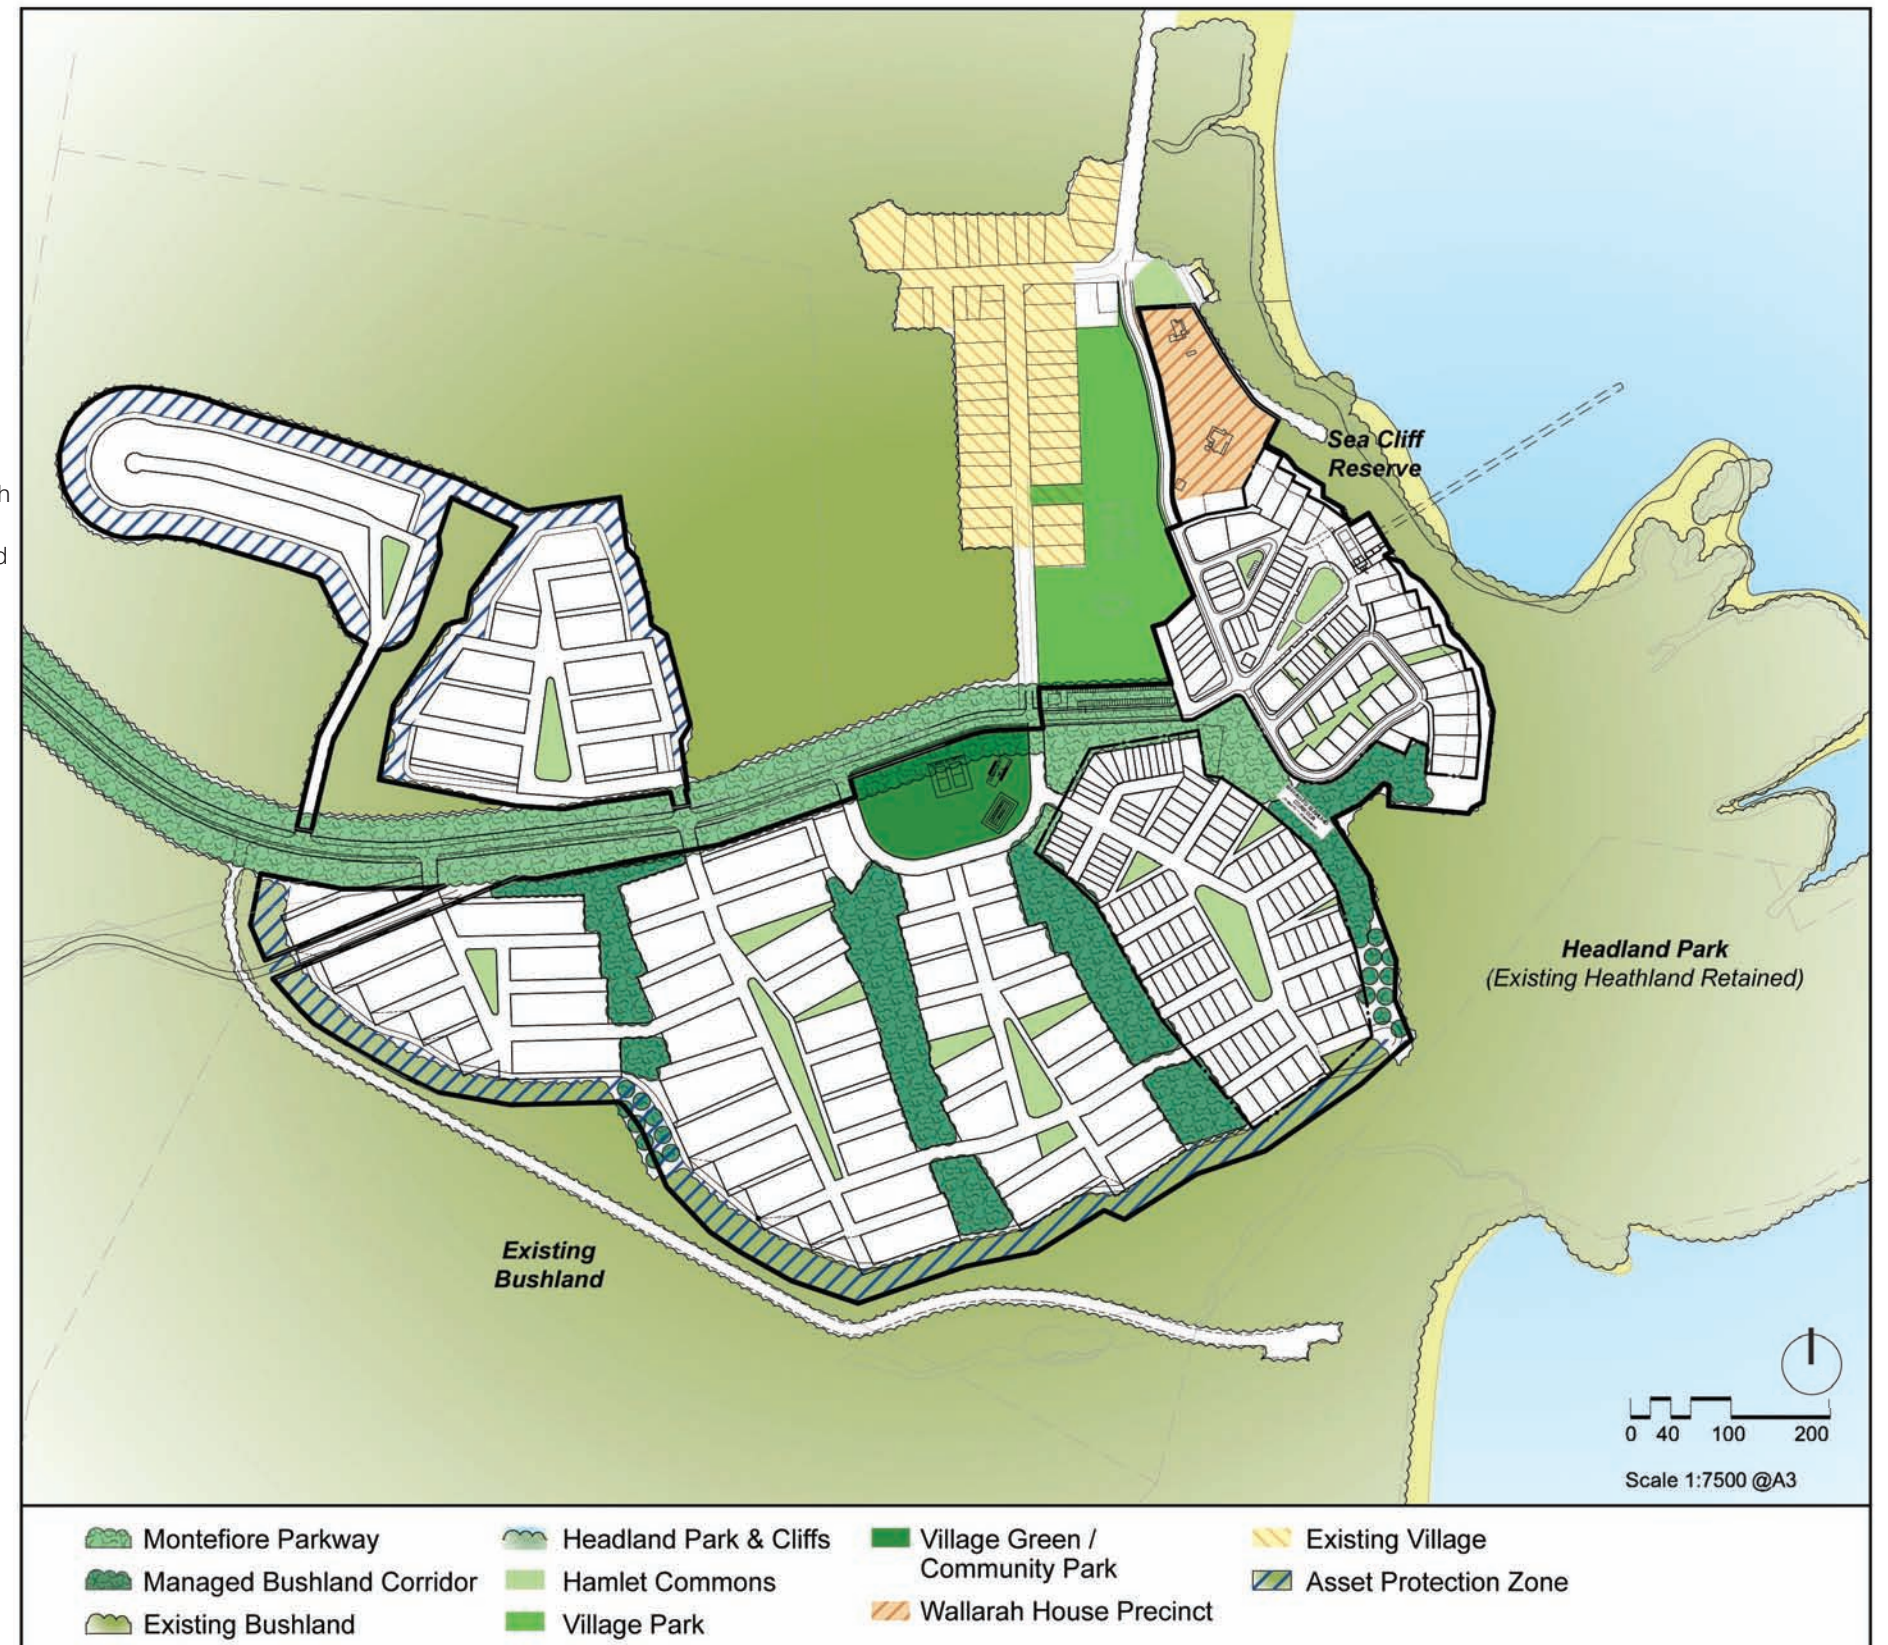 h
d
Sea Cliff
Reserve
Headland Park
(Existing Heathland Retained)
Existing
Bushland
0 40 100 200
Scale 1:7500 @A3
Montefiore Parkway
Managed Bushland Corridor
Existing Bushland
Headland Park & Cliffs
Hamlet Commons
Village Park
Village Green /
Community Park
Wallarah House Precinct
Existing Village
Asset Protection Zone